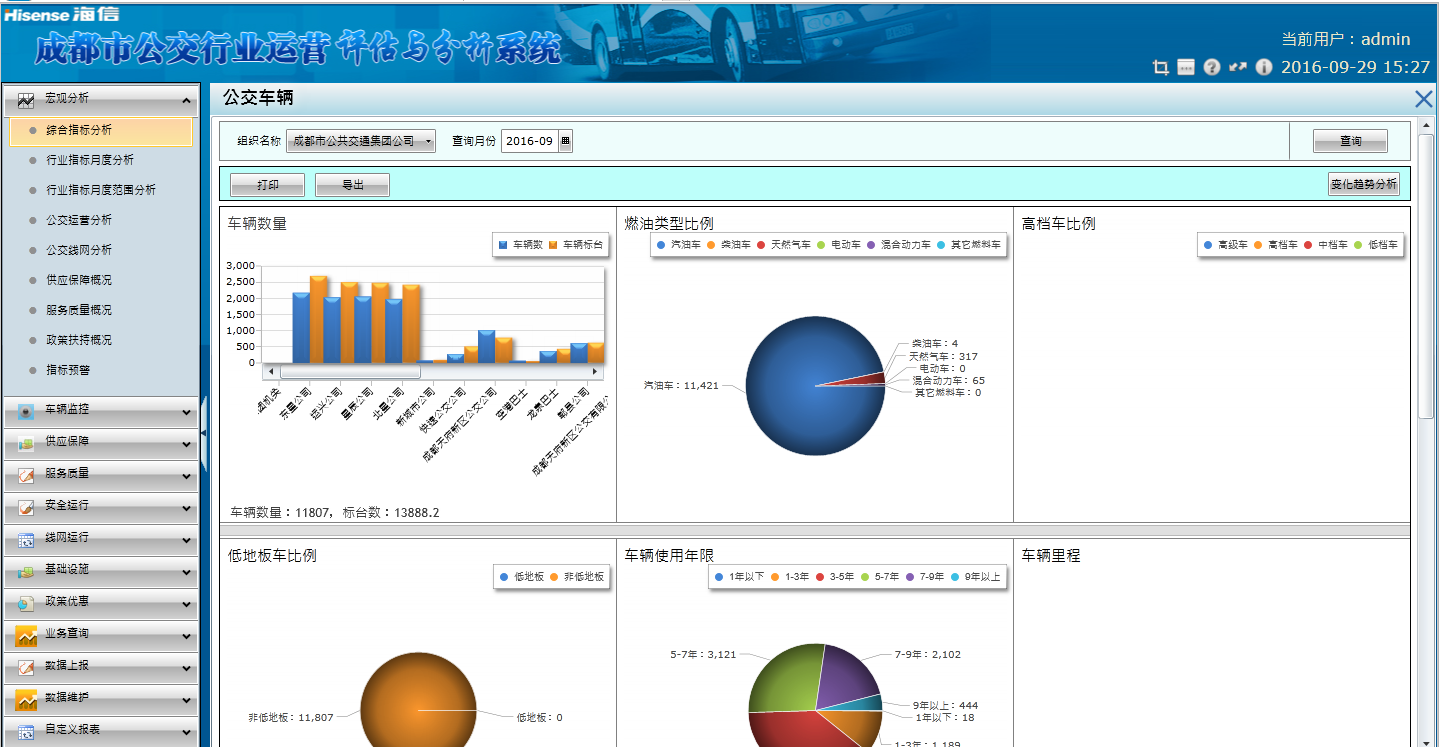 Hisense 海信
成都市公交行业运营评估与分析系统
当前用户：admin
2016-09-29 15:27
宏观分析
综合指标分析
行业指标月度分析
行业指标月度范围分析
公交运营分析
公交线网分析
供应保障概况
服务质量概况
政策扶持概况
指标预警
车辆监控
供应保障
服务质量
安全运行
线网运行
基础设施
政策优惠
业务查询
数据上报
数据维护
自定义报表
公交车辆
组织名称 成都市公共交通集团公司 查询月份 2016-09 查询
打印 导出 变化趋势分析
车辆数量
车辆数 车辆标台
3,000
2,500
2,000
1,500
1,000
500
0
东星公司
运兴公司
星辰公司
北星公司
新城市公司
快速公交公司
成都天府新区公交公司
空港巴士
龙泉巴士
郫县公司
车辆数量：11807，标台数：13888.2
燃油类型比例
汽油车 柴油车 天然气车 电动车 混合动力车 其它燃料车
汽油车：11,421
柴油车：4
天然气车：317
电动车：0
混合动力车：65
其它燃料车：0
高档车比例
高级车 高档车 中档车 低档车
低地板车比例
低地板 非低地板
非低地板：11,807
低地板：0
车辆使用年限
1年以下 1-3年 3-5年 5-7年 7-9年 9年以上
5-7年：3,121
7-9年：2,102
9年以上：444
1年以下：18
1-3年：1,189
车辆里程